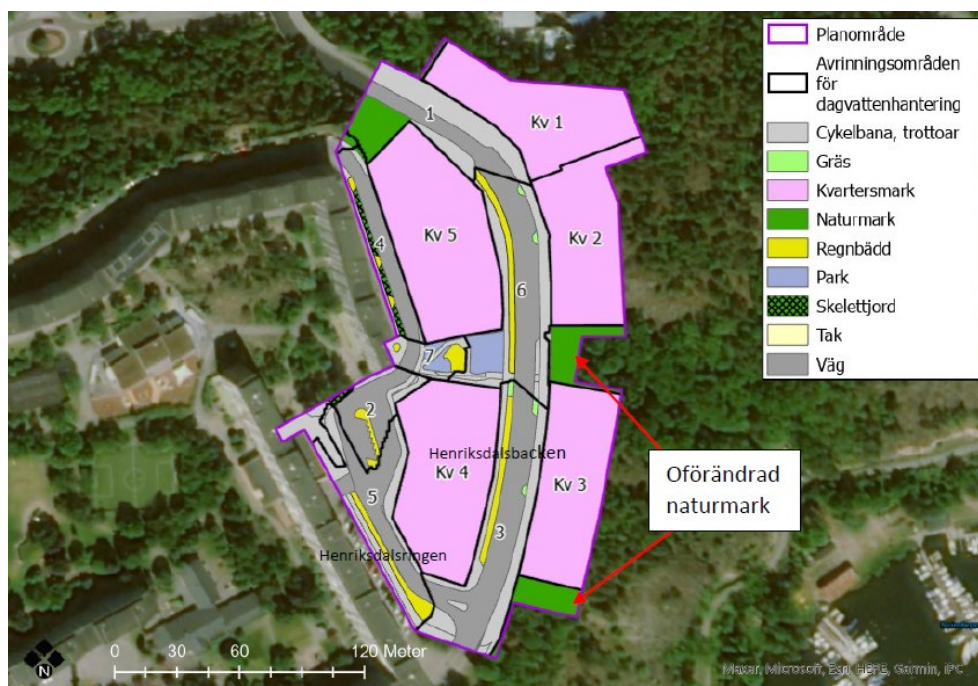 Planområde
Avrinningsområden
för
dagvattenhantering
Cykelbana, trottoar
Gräs
Kvartersmark
Naturmark
Regnbädd
Park
Skelettjord
Tak
Väg
1
Kv 1
Kv 5
Kv 2
4
6
7
2
Henriksdalsbacken
Kv 4
Kv 3
5
3
Henriksdalsringen
Oförändrad
naturmark
N
0 30 60 120 Meter
Maxar, Microsoft, Esri, HERE, Garmin, iPC